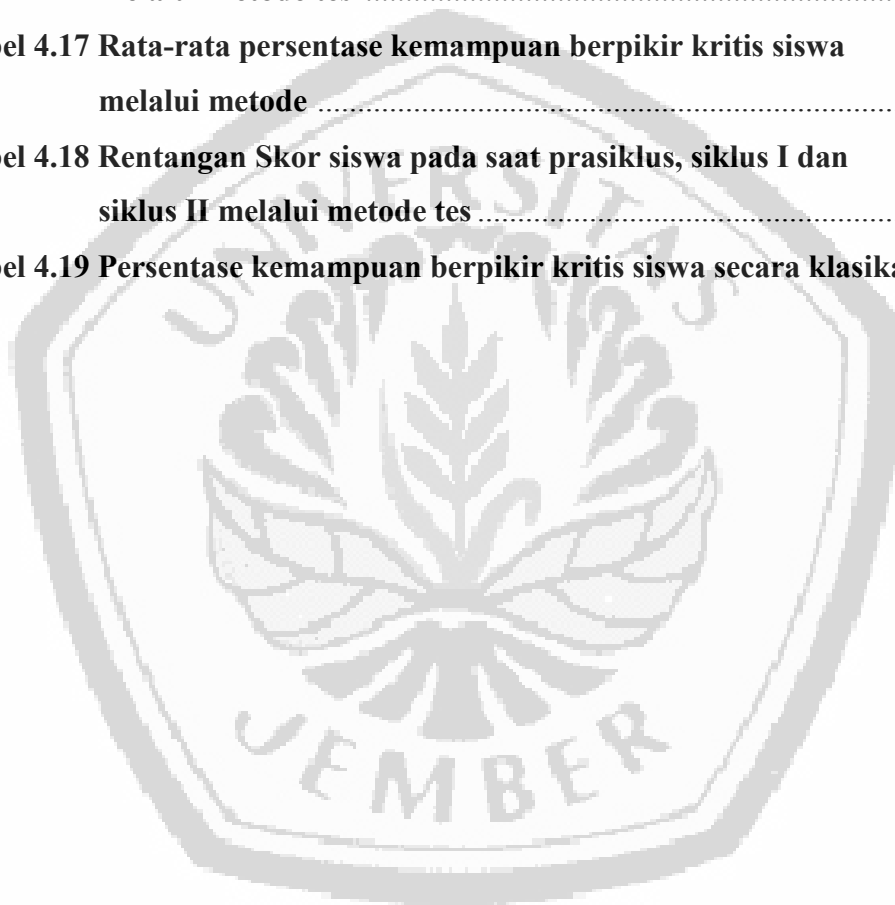 bel 4.17 Rata-rata persentase kemampuan berpikir kritis siswa
melalui metode ........................................................................
bel 4.18 Rentangan Skor siswa pada saat prasiklus, siklus I dan
siklus II melalui metode tes ....................................................
bel 4.19 Persentase kemampuan berpikir kritis siswa secara klasika
UNIVERSITAS
JEMBER